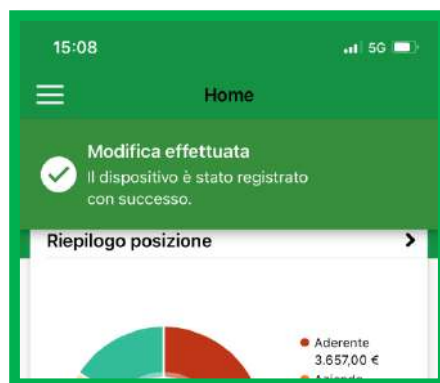 15:08 5G
Home
Modifica effettuata
Il dispositivo è stato registrato
con successo.
Riepilogo posizione
Aderente
3.657,00 €